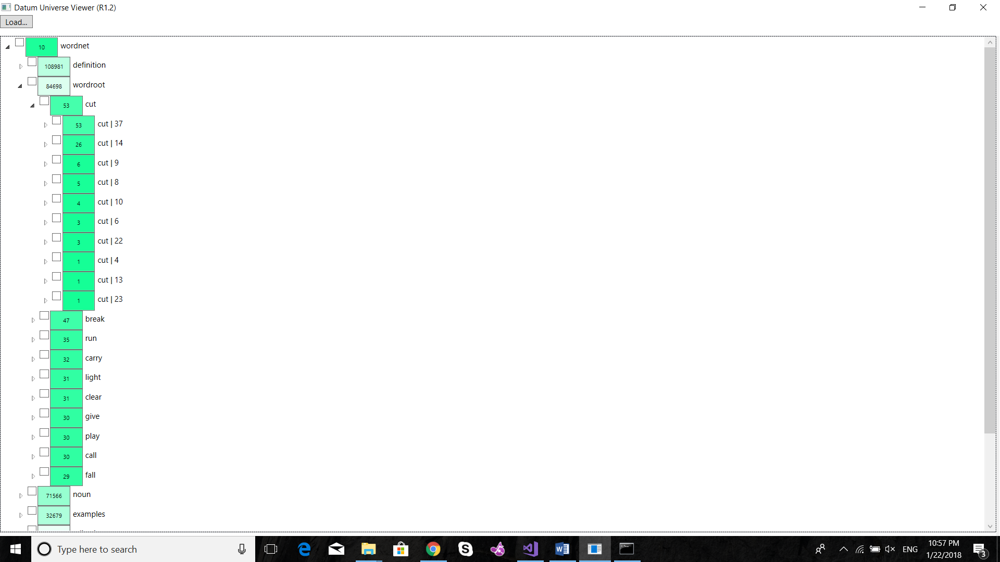 Datum Universe Viewer (R1.2)
Load...
10 wordnet
108981 definition
84698 wordroot
53 cut
53 cut | 37
26 cut | 14
6 cut | 9
5 cut | 8
4 cut | 10
3 cut | 6
3 cut | 22
1 cut | 4
1 cut | 13
1 cut | 23
47 break
35 run
32 carry
31 light
31 clear
30 give
30 play
30 call
29 fall
71566 noun
32679 examples
Type here to search
ENG
10:57 PM
1/22/2018
3